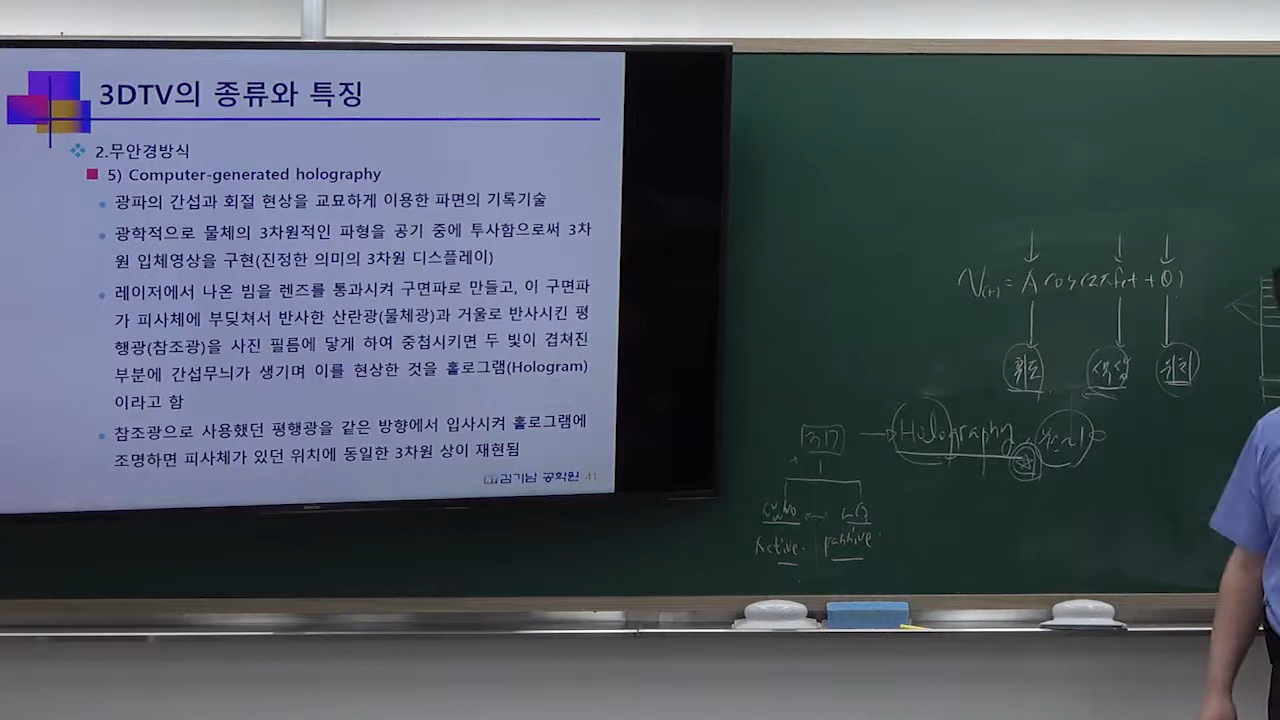 3DTV의 종류와 특징
2.무안경방식
5) Computer-generated holography
광파의 간섭과 회절 현상을 교묘하게 이용한 파면의 기록기술
광학적으로 물체의 3차원적인 파형을 공기 중에 투사함으로써 3차
원 입체영상을 구현(진정한 의미의 3차원 디스플레이)
레이저에서 나온 빔을 렌즈를 통과시켜 구면파로 만들고, 이 구면파
가 피사체에 부딪쳐서 반사한 산란광(물체광)과 거울로 반사시킨 평
행광(참조광)을 사진 필름에 닿게 하여 중첩시키면 두 빛이 겹쳐진
부분에 간섭무늬가 생기며 이를 현상한 것을 홀로그램(Hologram)
이라고 함
참조광으로 사용했던 평행광을 같은 방향에서 입사시켜 홀로그램에
조명하면 피사체가 있던 위치에 동일한 3차원 상이 재현됨
김기남 공학원 41
휘도 색상 위치
3D Holography
Active passive